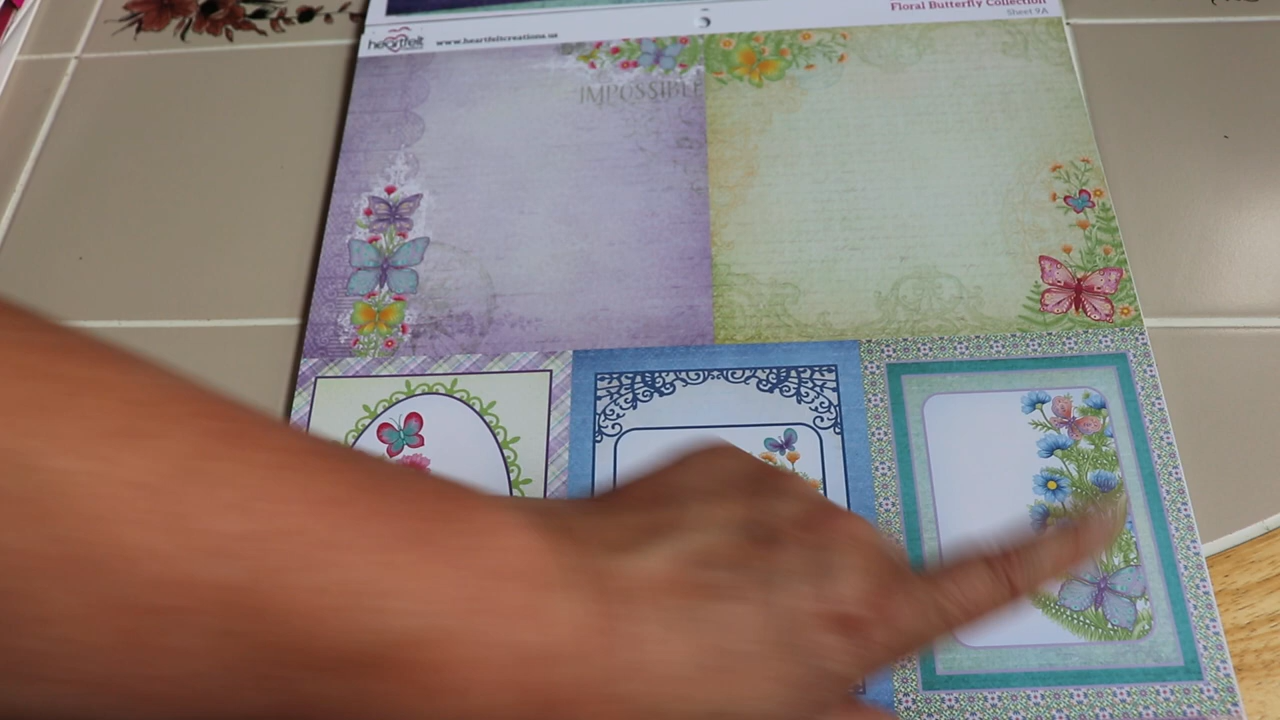 Floral Butterfly Collection
Sheet 9A
heartfelt
www.heartfeltcreations.us
IMPOSSIBLE